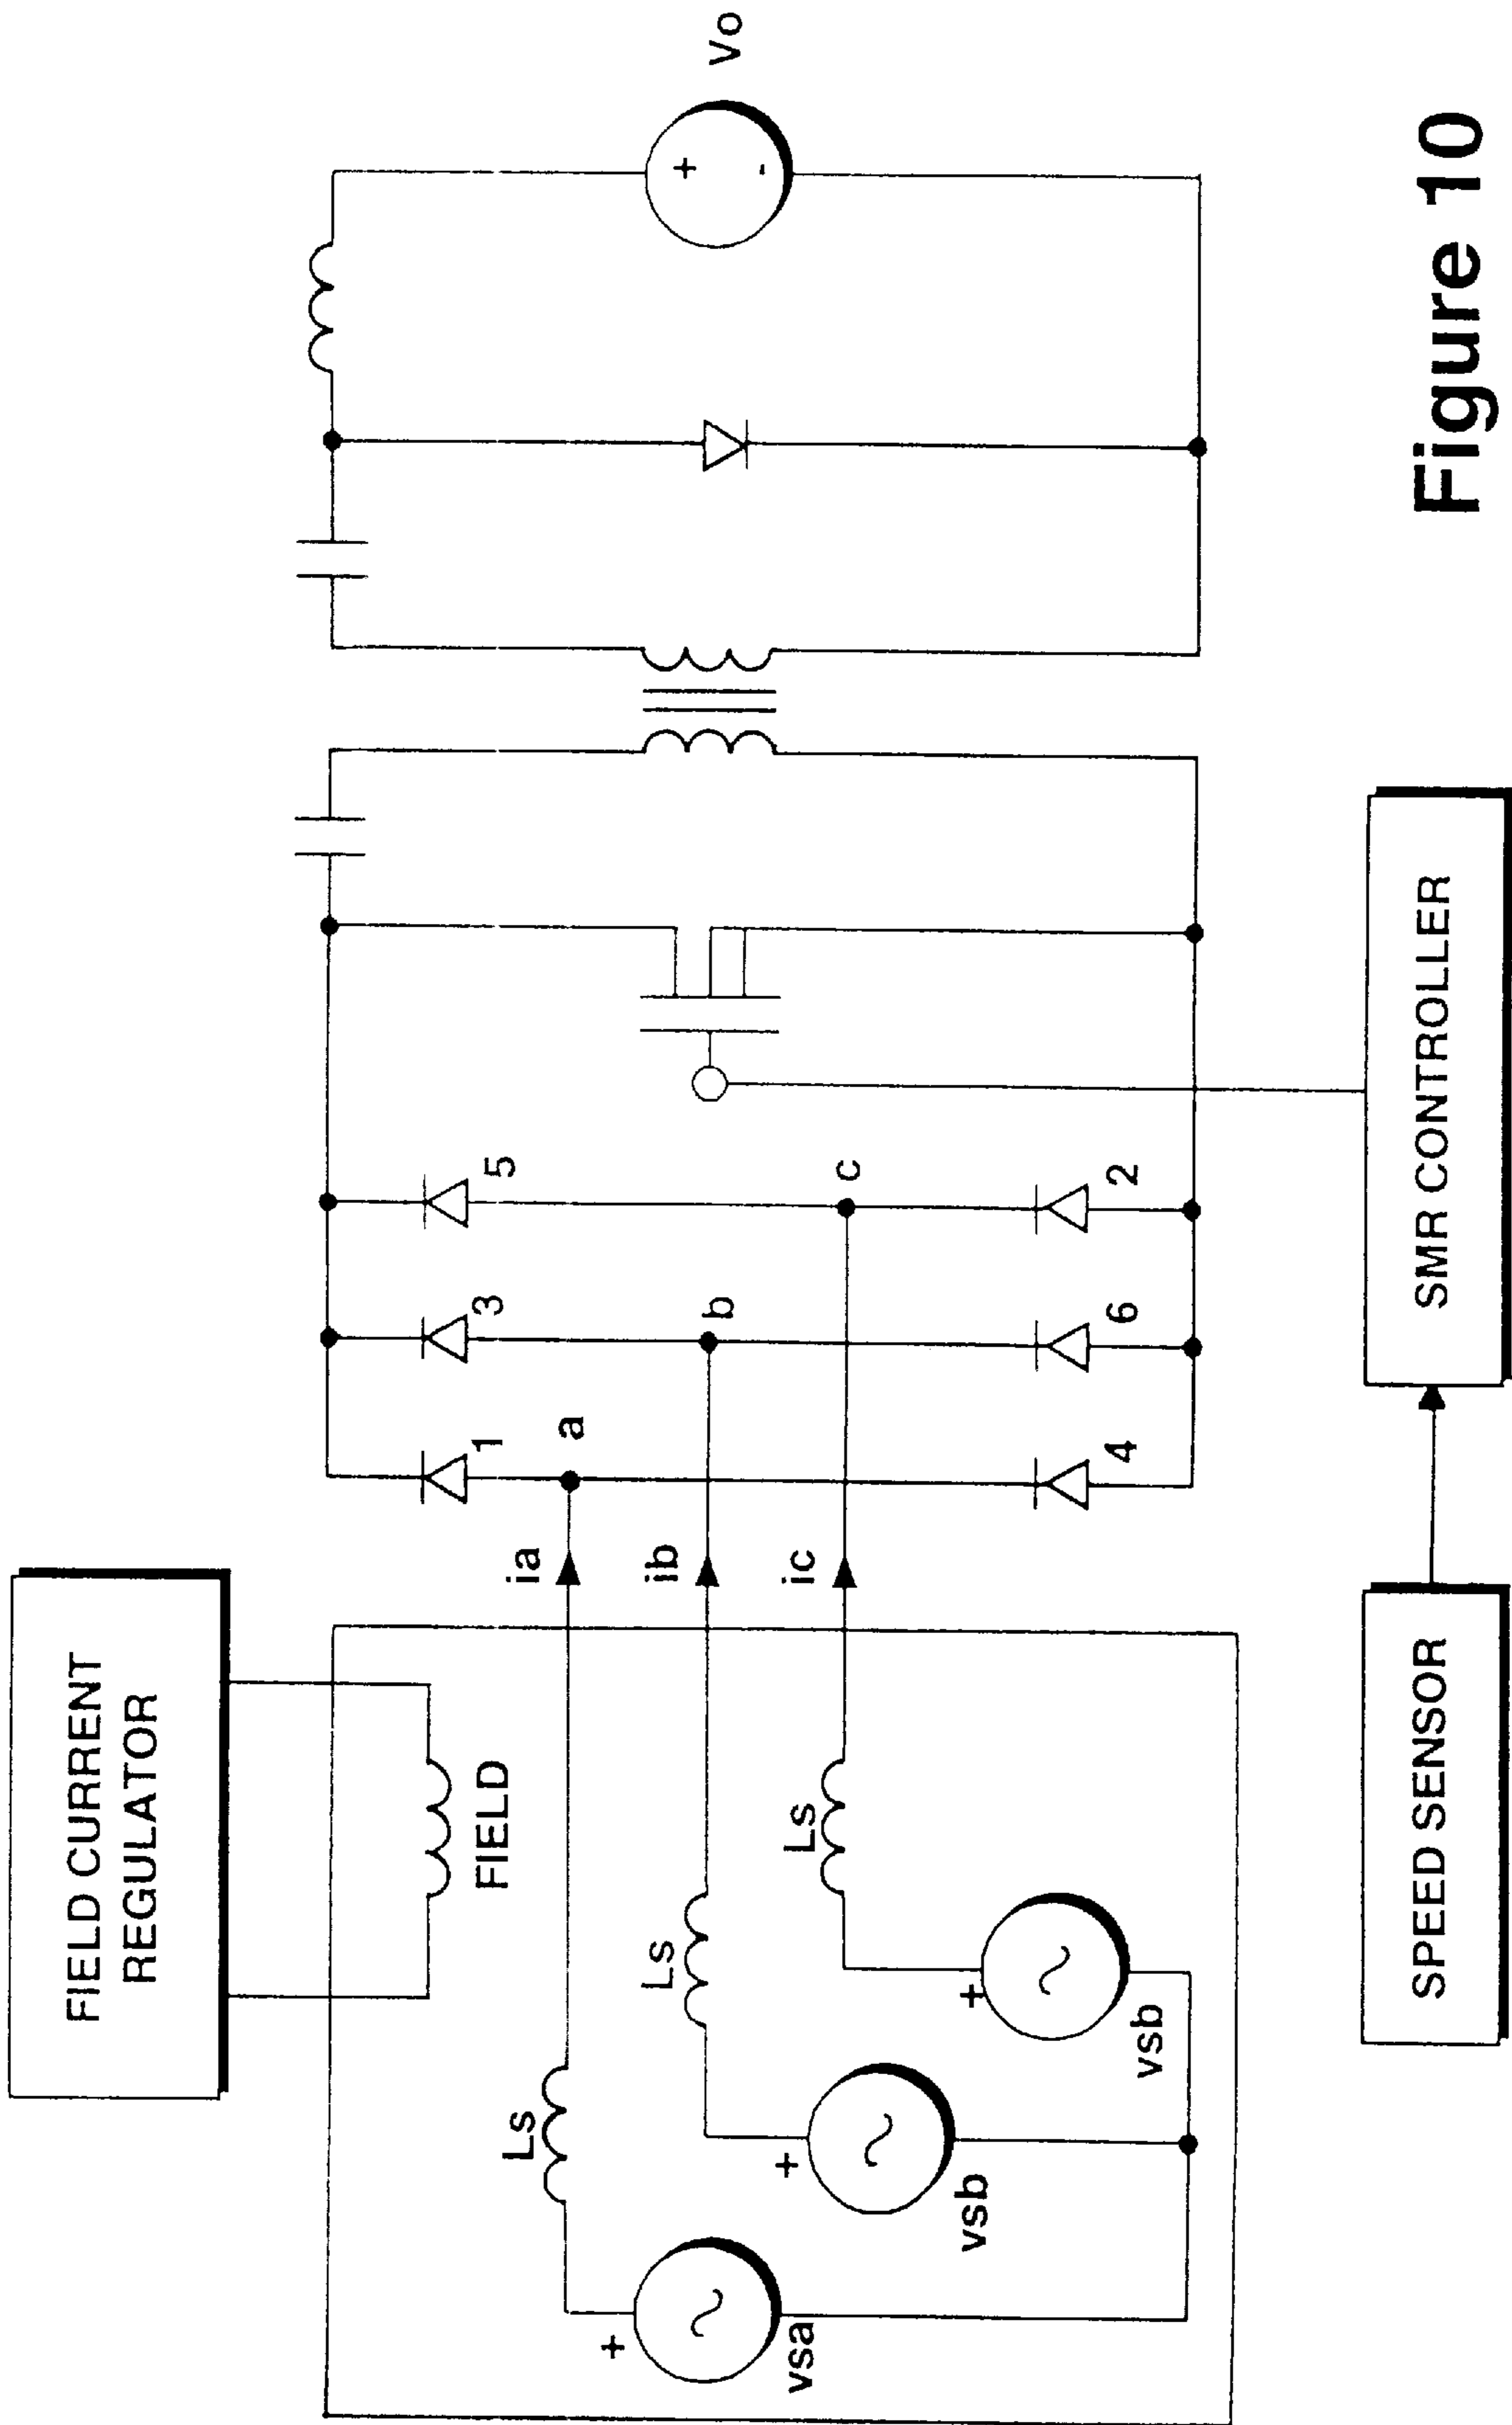 FIELD CURRENT
REGULATOR
FIELD
Ls
Ls
Ls
+
vsa
+
vsb
+
vsb
ia
ib
ic
1
a
4
3
b
6
5
c
2
+
-
Vo
SPEED SENSOR
SMR CONTROLLER
Figure 10